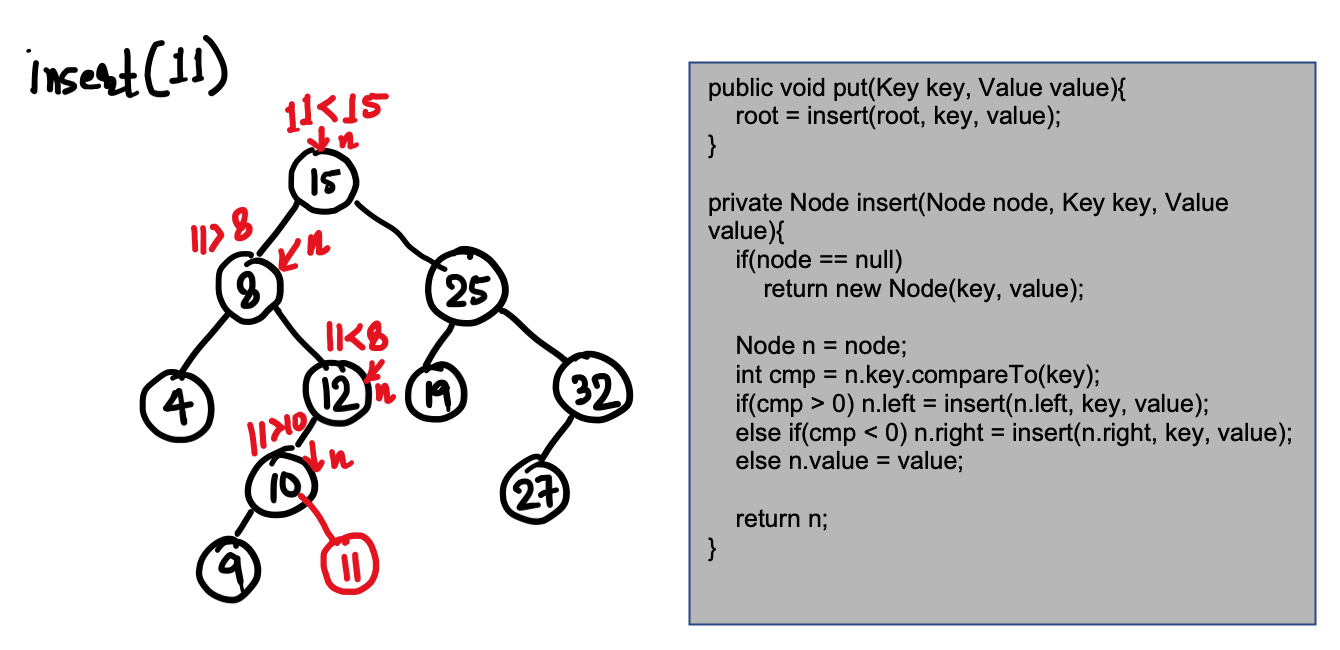 insert(11)
11<15
n
15
11>8
n
8
25
11<8
4
12
n
19
32
11>10
n
10
27
9
11
public void put(Key key, Value value){
root = insert(root, key, value);
}
private Node insert(Node node, Key key, Value
value){
if(node == null)
return new Node(key, value);
Node n = node;
int cmp = n.key.compareTo(key);
if(cmp > 0) n.left = insert(n.left, key, value);
else if(cmp < 0) n.right = insert(n.right, key, value);
else n.value = value;
return n;
}